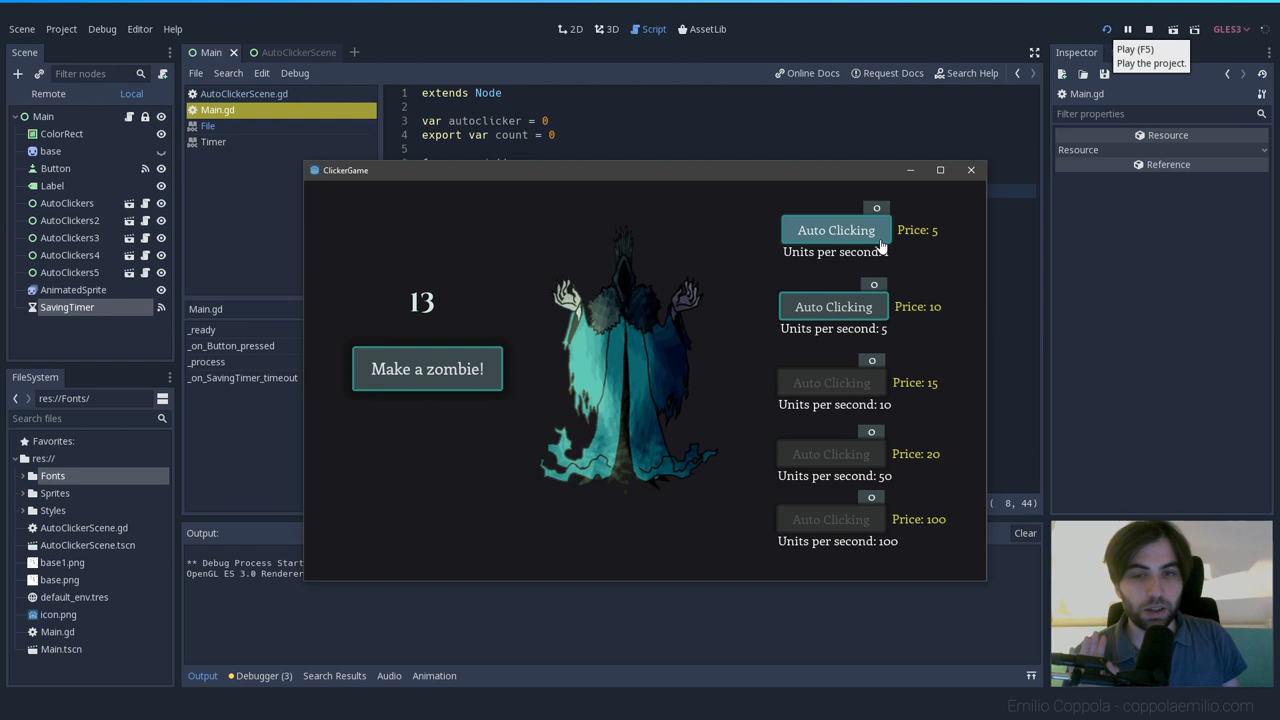 Scene Project Debug Editor Help
2D 3D Script AssetLib
GLES3
Play (F5)
Play the project.
Scene
Filter nodes
Remote Local
Main
ColorRect
base
Button
Label
AutoClickers
AutoClickers2
AutoClickers3
AutoClickers4
AutoClickers5
AnimatedSprite
SavingTimer
FileSystem
res://Fonts/
Search files
Favorites:
res://
Fonts
Sprites
Styles
AutoClickerScene.gd
AutoClickerScene.tscn
base1.png
base.png
default_env.tres
icon.png
Main.gd
Main.tscn
Main AutoClickerScene
File Search Edit Debug
Online Docs Request Docs Search Help
AutoClickerScene.gd
Main.gd
File
Timer
Main.gd
_ready
_on_Button_pressed
_process
_on_SavingTimer_timeout
1 extends Node
2
3 var autoclicker = 0
4 export var count = 0
5
( 8, 44)
ClickerGame
13
Make a zombie!
0
Auto Clicking Price: 5
Units per second: 1
0
Auto Clicking Price: 10
Units per second: 5
0
Auto Clicking Price: 15
Units per second: 10
0
Auto Clicking Price: 20
Units per second: 50
0
Auto Clicking Price: 100
Units per second: 100
Output:
Clear
** Debug Process Start
OpenGL ES 3.0 Renderer
Output Debugger (3) Search Results Audio Animation
Inspector
Main.gd
Filter properties
Resource
Resource
Reference
Emilio Coppola - coppolaemilio.com